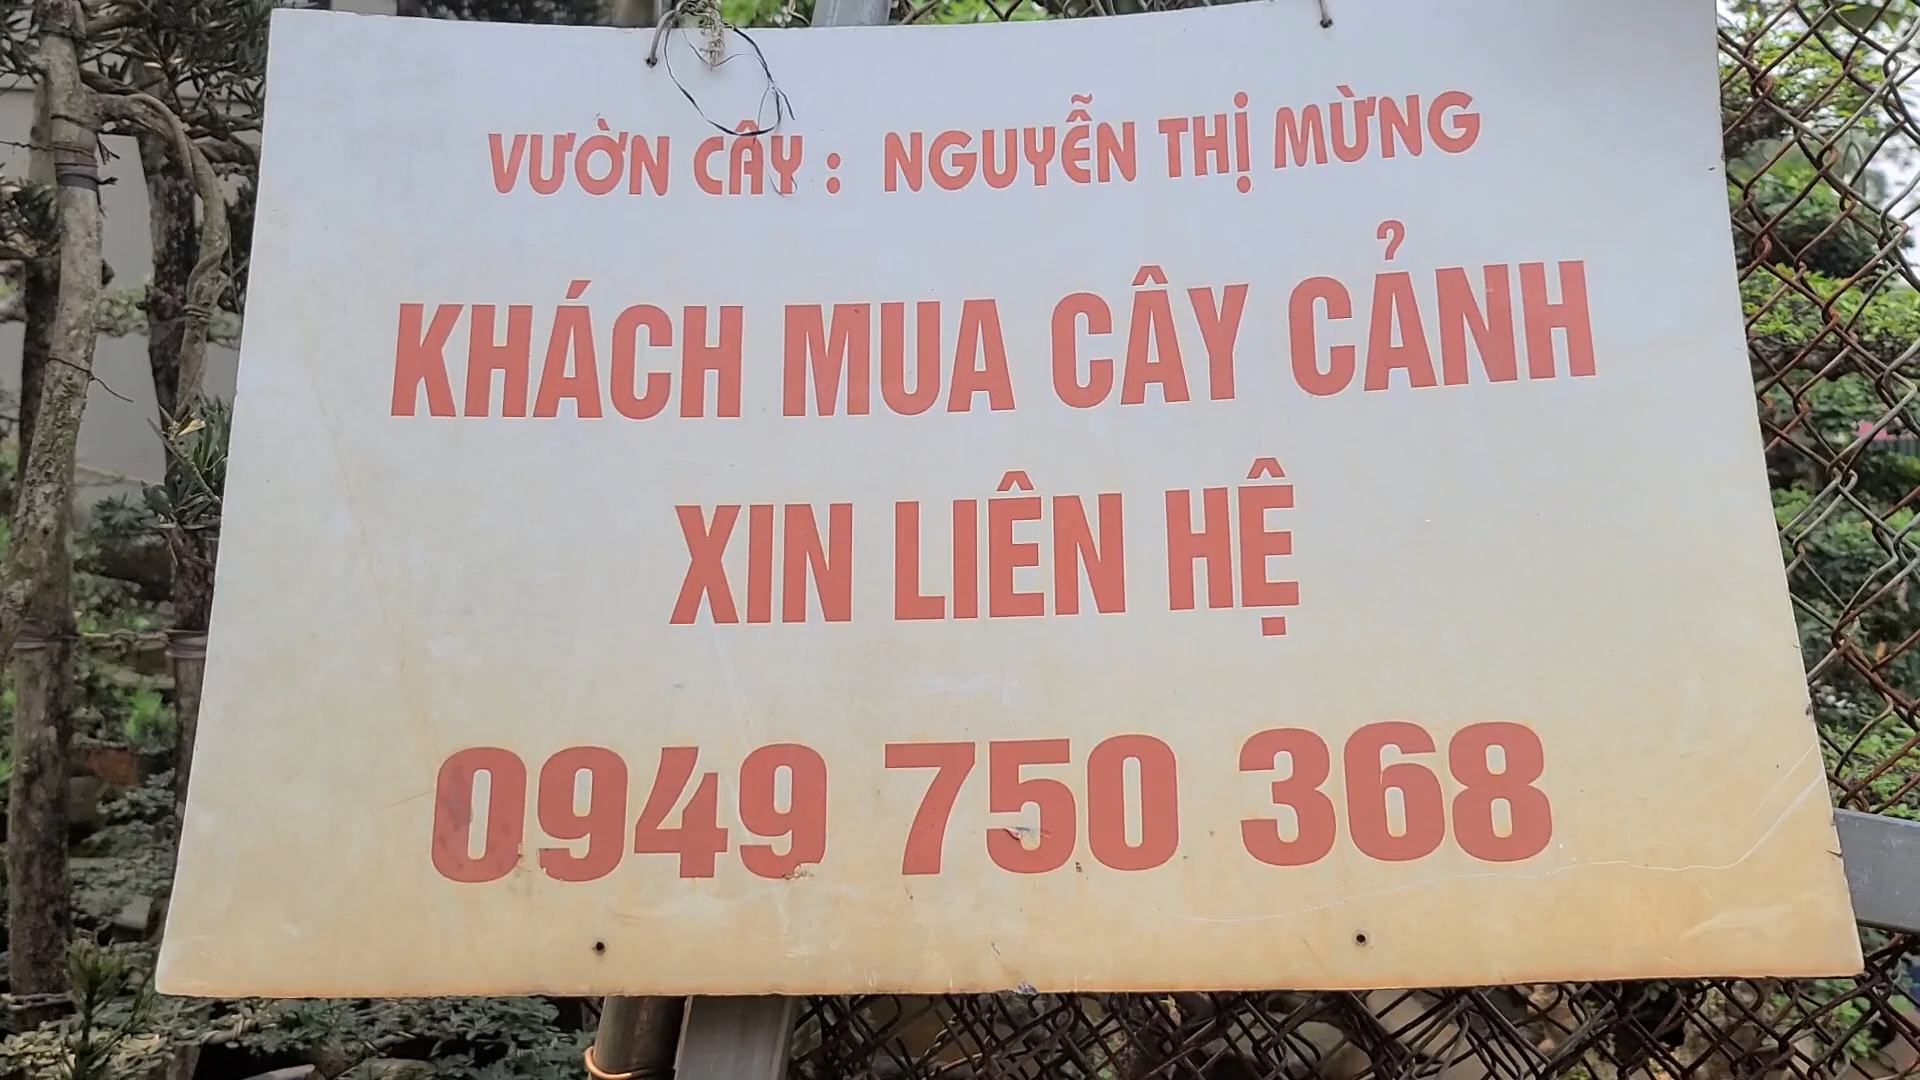 VƯỜN CÂY : NGUYỄN THỊ MỪNG
KHÁCH MUA CÂY CẢNH
XIN LIÊN HỆ
0949 750 368